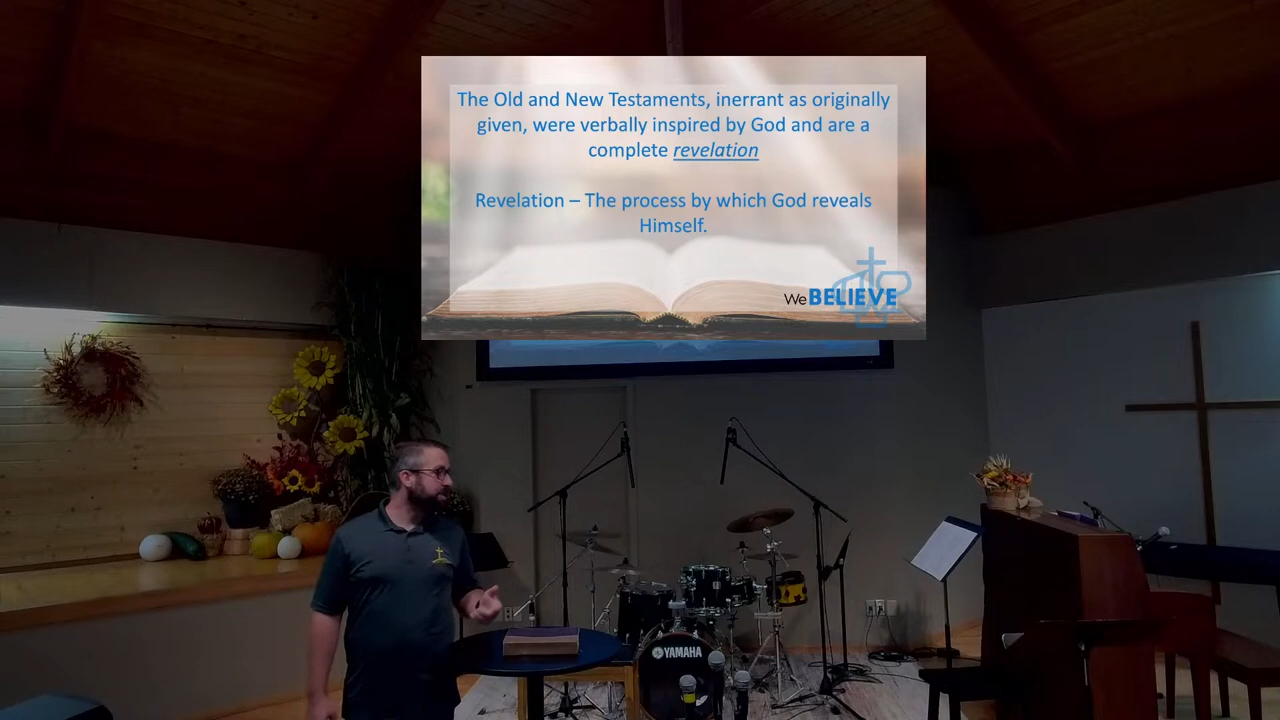 The Old and New Testaments, inerrant as originally
given, were verbally inspired by God and are a
complete revelation
Revelation – The process by which God reveals
Himself.
We BELIEVE
YAMAHA